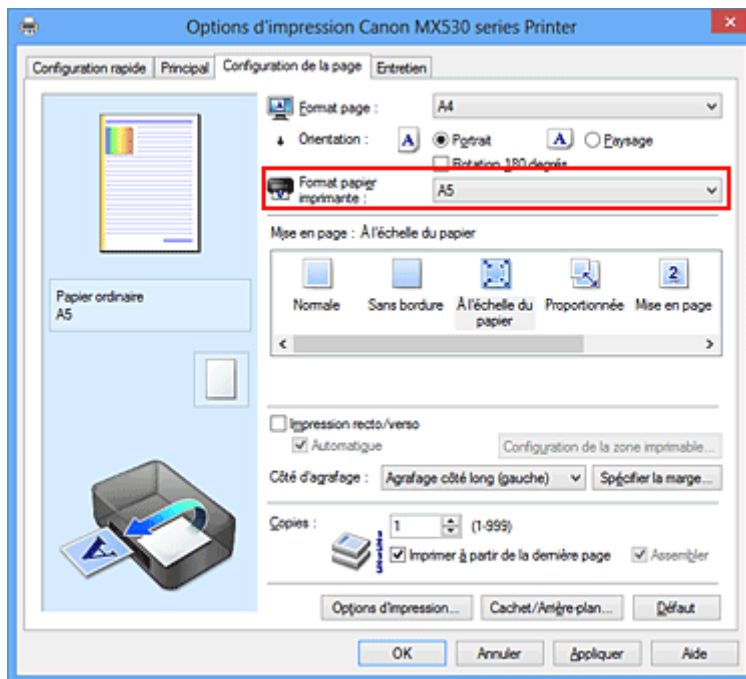 Options d'impression Canon MX530 series Printer
Configuration rapide Principal Configuration de la page Entretien
Format page : A4
Orientation : A Portrait A Paysage
Rotation 180 degrés
Format papier imprimante : A5
Mise en page : À l'échelle du papier
Normale Sans bordure À l'échelle du papier Proportionnée Mise en page
Papier ordinaire
A5
Impression recto/verso
Automatique Configuration de la zone imprimable...
Côté d'agrafage : Agrafage côté long (gauche) Spécifier la marge...
Copies : 1 (1-999)
Imprimer à partir de la dernière page Assembler
Options d'impression... Cachet/Arrière-plan... Défaut
OK Annuler Appliquer Aide